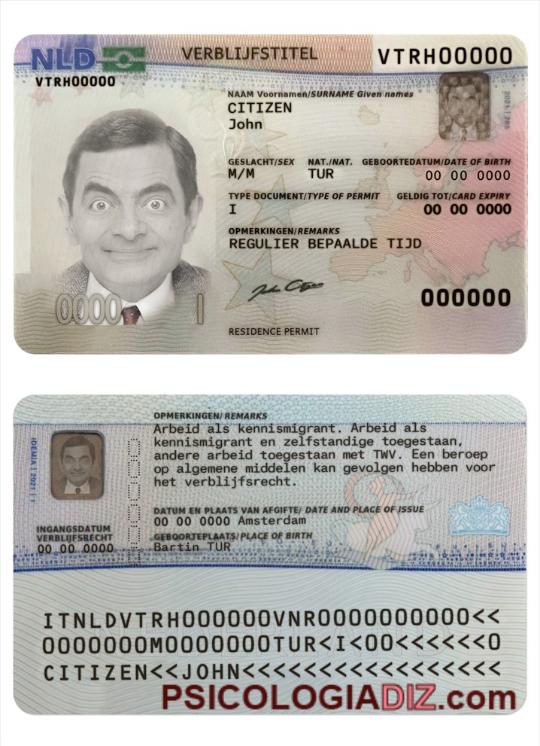 NLD
VERBLIJFSTITEL
VTRH00000
VTRH00000
NAAM Voornamen/SURNAME Given names
CITIZEN
John
GESLACHT/SEX NAT./NAT. GEBOORTEDATUM/DATE OF BIRTH
M/M TUR 00 00 0000
TYPE DOCUMENT/TYPE OF PERMIT GELDIG TOT/CARD EXPIRY
I 00 00 0000
OPMERKINGEN/REMARKS
REGULIER BEPAALDE TIJD
0000
000000
RESIDENCE PERMIT
OPMERKINGEN/REMARKS
Arbeid als kennismigrant. Arbeid als
kennismigrant en zelfstandige toegestaan,
andere arbeid toegestaan met TWV. Een beroep
op algemene middelen kan gevolgen hebben voor
het verblijfsrecht.
IDEMIA | 2021 |
DATUM EN PLAATS VAN AFGIFTE/ DATE AND PLACE OF ISSUE
00 00 0000 Amsterdam
INGANGSDATUM
VERBLIJFSRECHT
00 00 0000
GEBOORTEPLAATS/PLACE OF BIRTH
Bartin TUR
ITNLDVTRH000000VNR0000000000<<
0000000M0000000TUR<I<00<<<<<<0
CITIZEN<<JOHN<<<<<<<<<<<<<<<<<
PSICOLOGIADIZ.com